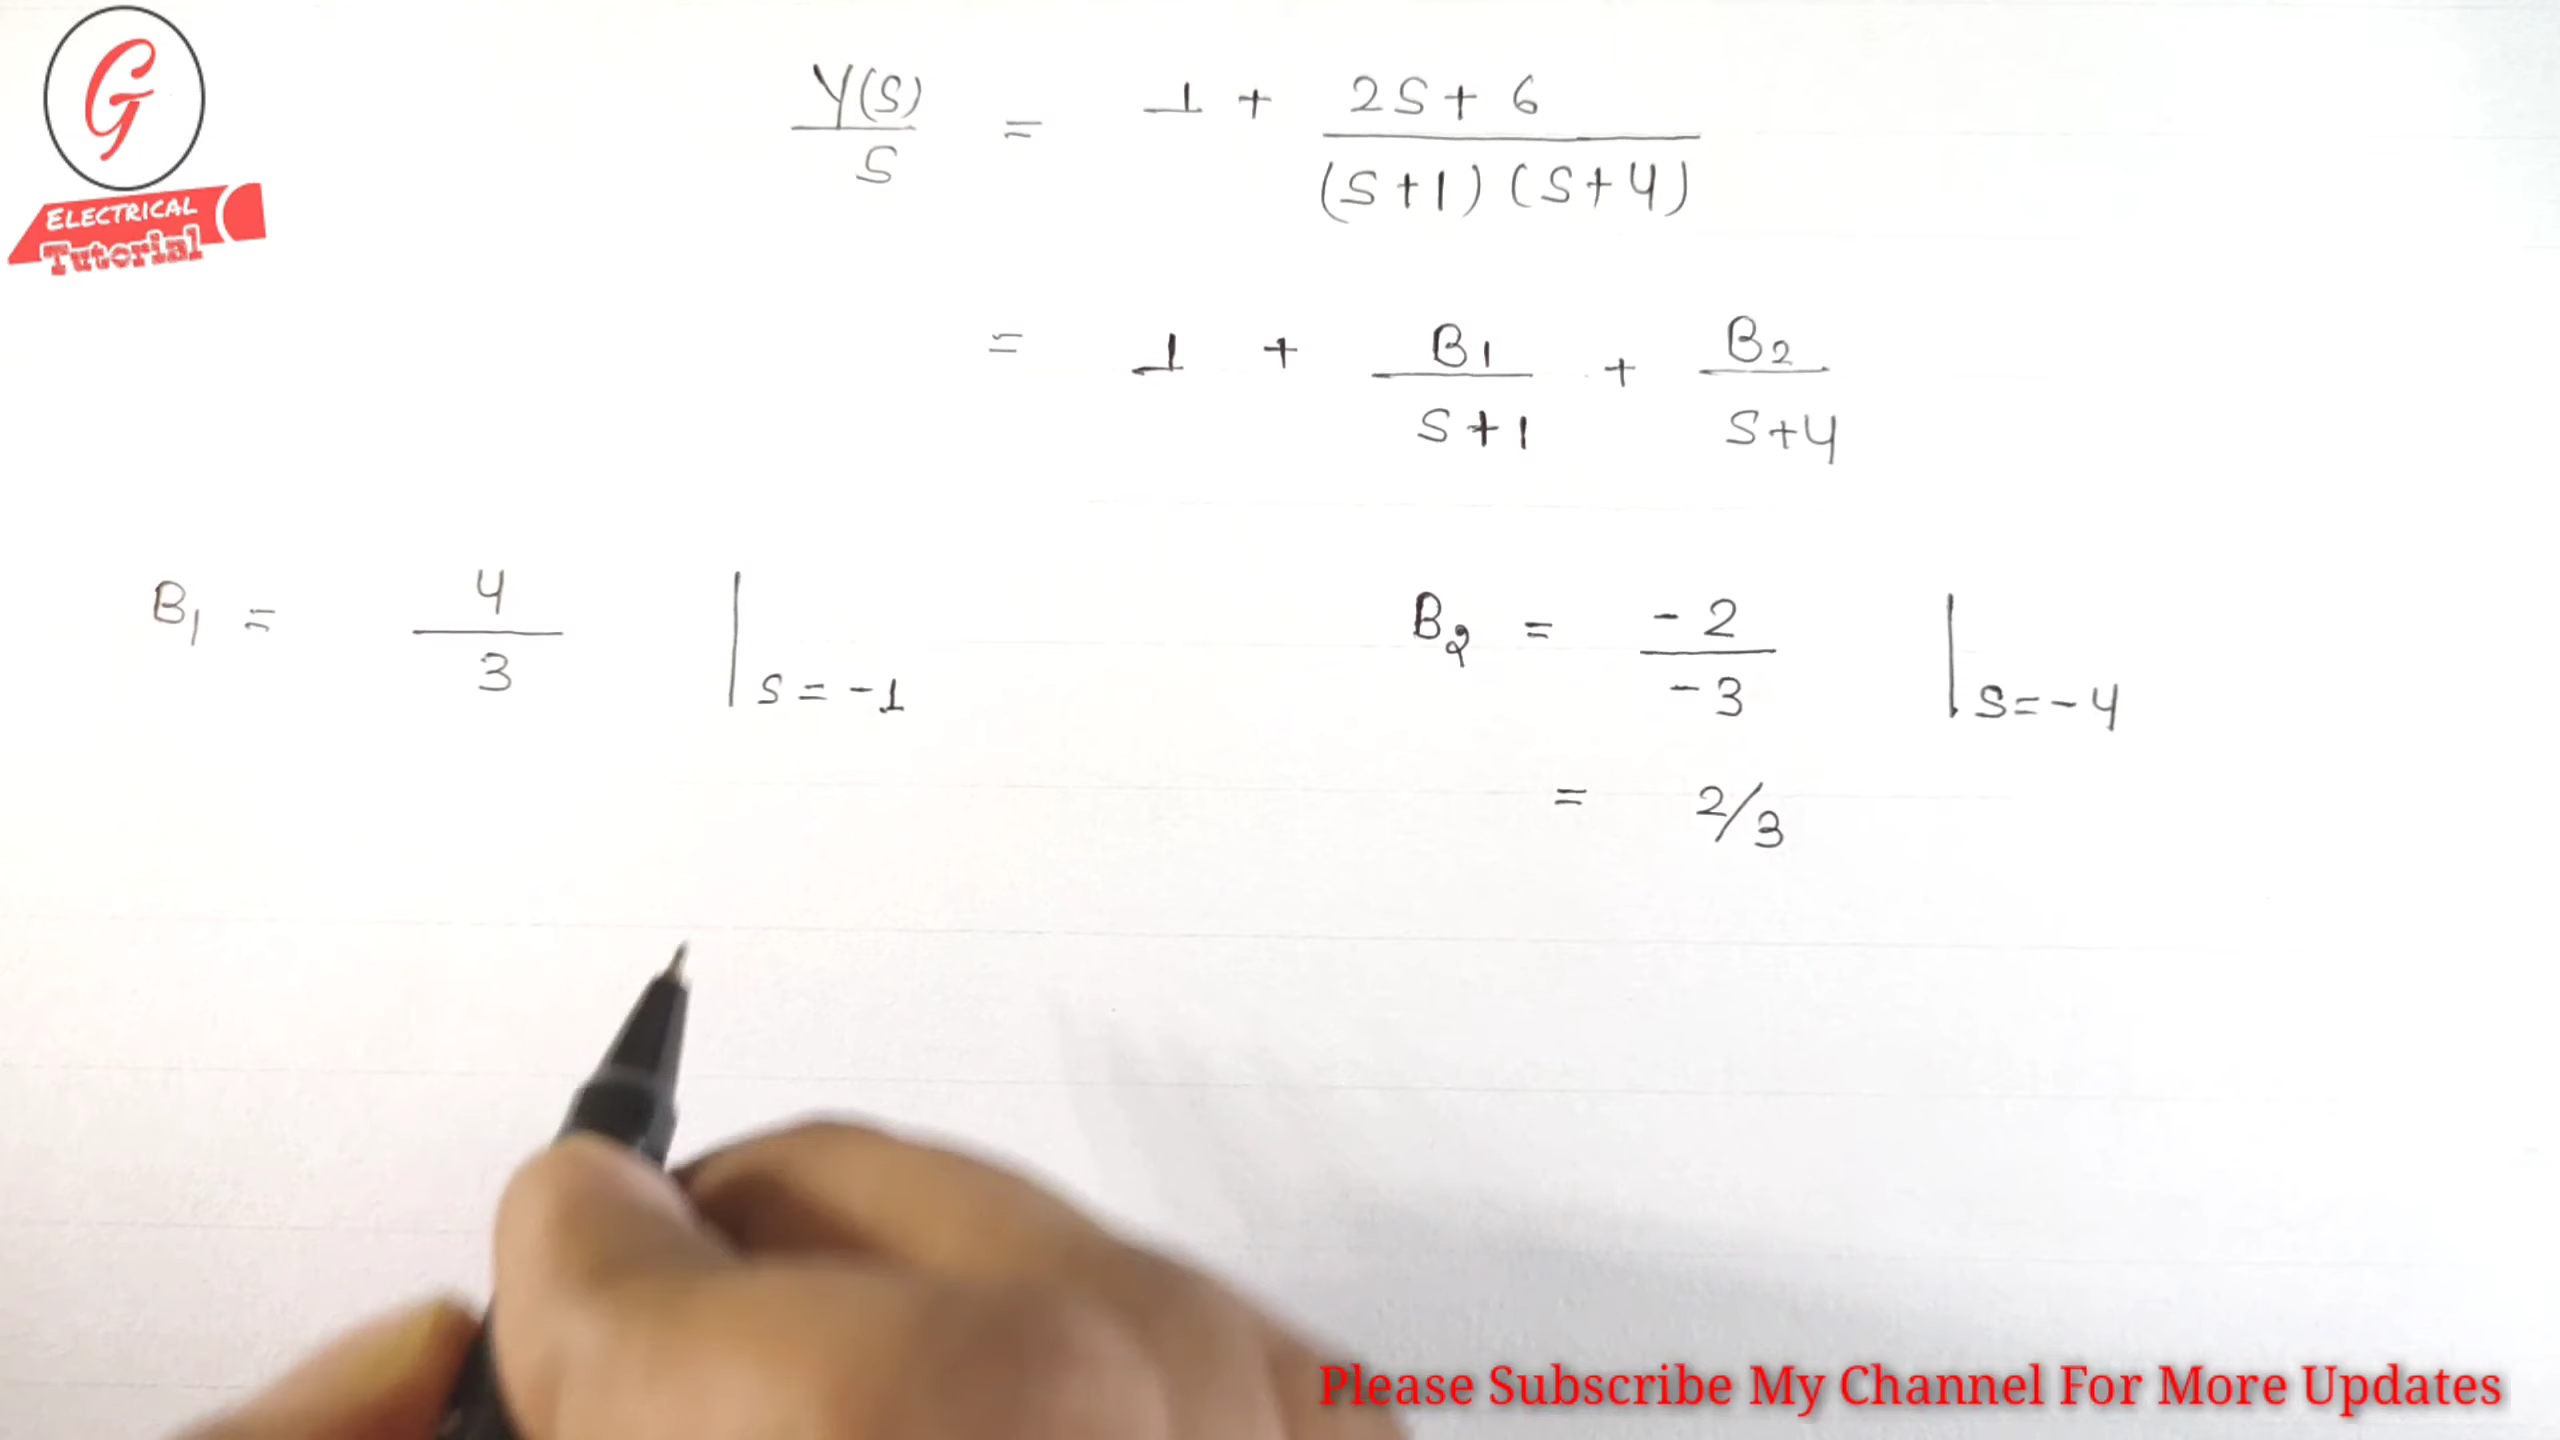 G
ELECTRICAL
Tutorial
Y(S)/S = 1 + (2S + 6)/((S+1)(S+4))
= 1 + B1/(S+1) + B2/(S+4)
B1 = 4/3 |S=-1
B2 = -2/-3 |S=-4
= 2/3
Please Subscribe My Channel For More Updates